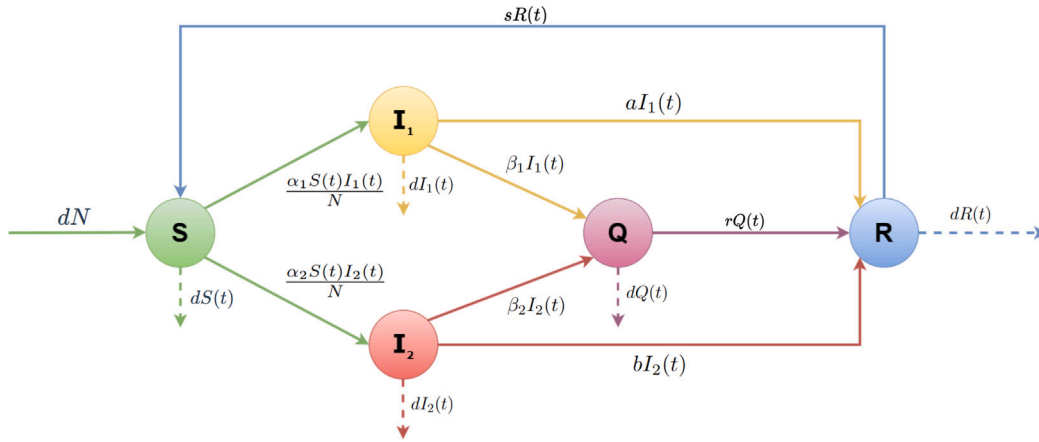 sR(t)
I₁
aI₁(t)
β₁I₁(t)
dI₁(t)
α₁S(t)I₁(t)
N
dN
S
Q
rQ(t)
R
dR(t)
α₂S(t)I₂(t)
N
dS(t)
dQ(t)
β₂I₂(t)
I₂
bI₂(t)
dI₂(t)